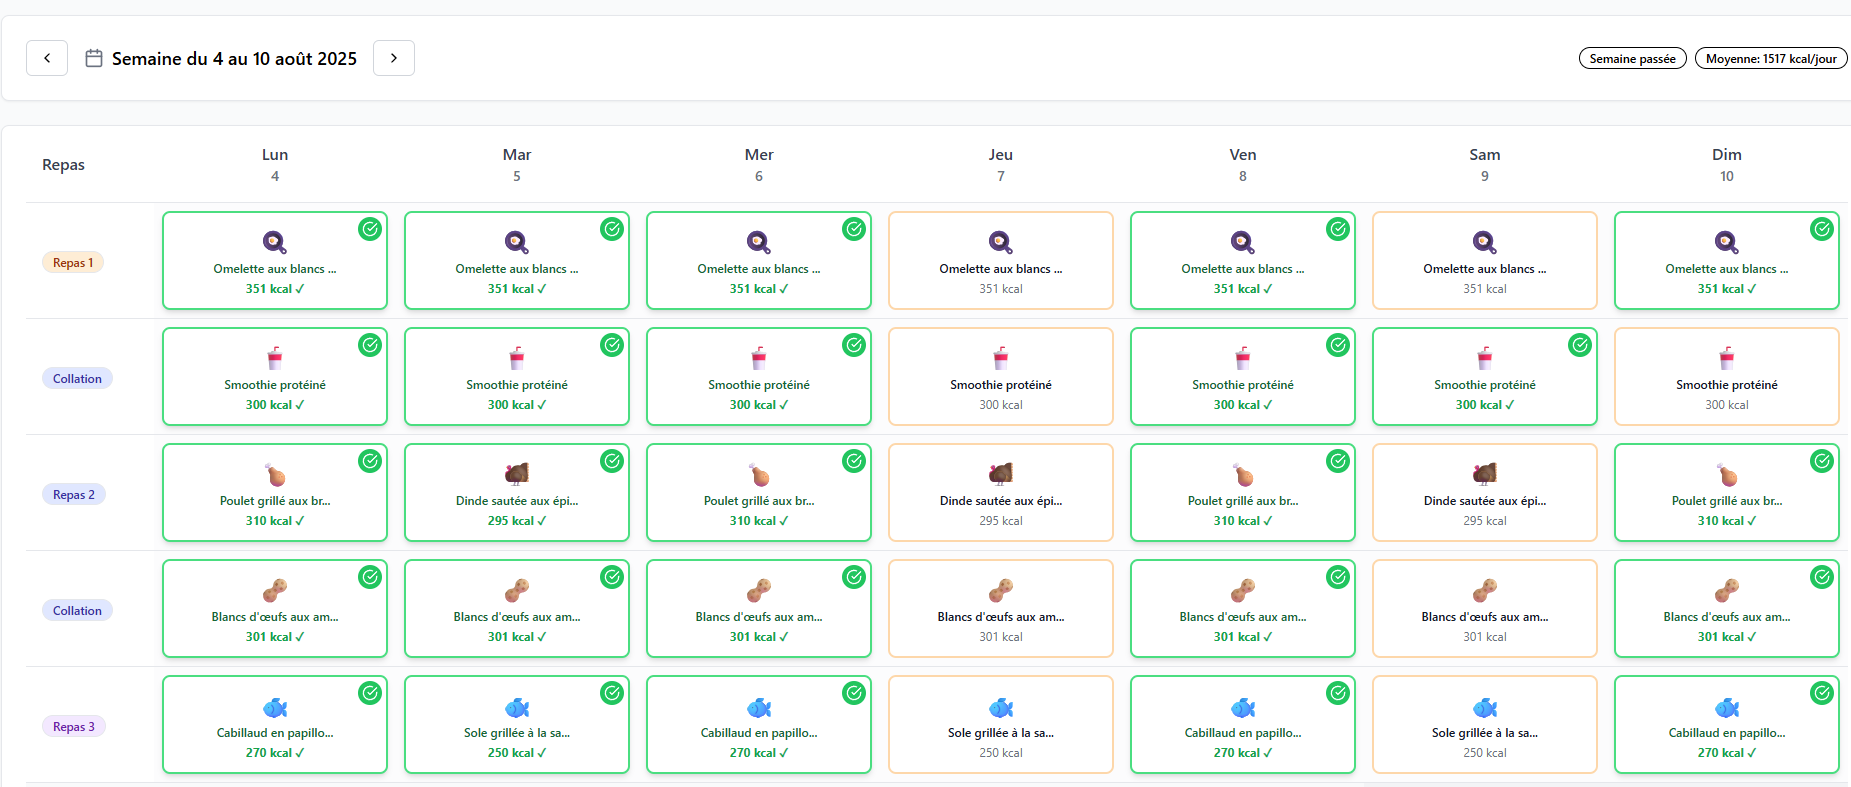 Semaine du 4 au 10 août 2025
Semaine passée
Moyenne: 1517 kcal/jour
Repas
Lun
Mar
Mer
Jeu
Ven
Sam
Dim
4
5
6
7
8
9
10
Repas 1
Omelette aux blancs ...
351 kcal ✓
Omelette aux blancs ...
351 kcal ✓
Omelette aux blancs ...
351 kcal ✓
Omelette aux blancs ...
351 kcal
Omelette aux blancs ...
351 kcal ✓
Omelette aux blancs ...
351 kcal
Omelette aux blancs ...
351 kcal ✓
Collation
Smoothie protéiné
300 kcal ✓
Smoothie protéiné
300 kcal ✓
Smoothie protéiné
300 kcal ✓
Smoothie protéiné
300 kcal
Smoothie protéiné
300 kcal ✓
Smoothie protéiné
300 kcal ✓
Smoothie protéiné
300 kcal
Repas 2
Poulet grillé aux br...
310 kcal ✓
Dinde sautée aux épi...
295 kcal ✓
Poulet grillé aux br...
310 kcal ✓
Dinde sautée aux épi...
295 kcal
Poulet grillé aux br...
310 kcal ✓
Dinde sautée aux épi...
295 kcal
Poulet grillé aux br...
310 kcal ✓
Collation
Blancs d'œufs aux am...
301 kcal ✓
Blancs d'œufs aux am...
301 kcal ✓
Blancs d'œufs aux am...
301 kcal ✓
Blancs d'œufs aux am...
301 kcal
Blancs d'œufs aux am...
301 kcal ✓
Blancs d'œufs aux am...
301 kcal
Blancs d'œufs aux am...
301 kcal ✓
Repas 3
Cabillaud en papillo...
270 kcal ✓
Sole grillée à la sa...
250 kcal ✓
Cabillaud en papillo...
270 kcal ✓
Sole grillée à la sa...
250 kcal
Cabillaud en papillo...
270 kcal ✓
Sole grillée à la sa...
250 kcal
Cabillaud en papillo...
270 kcal ✓